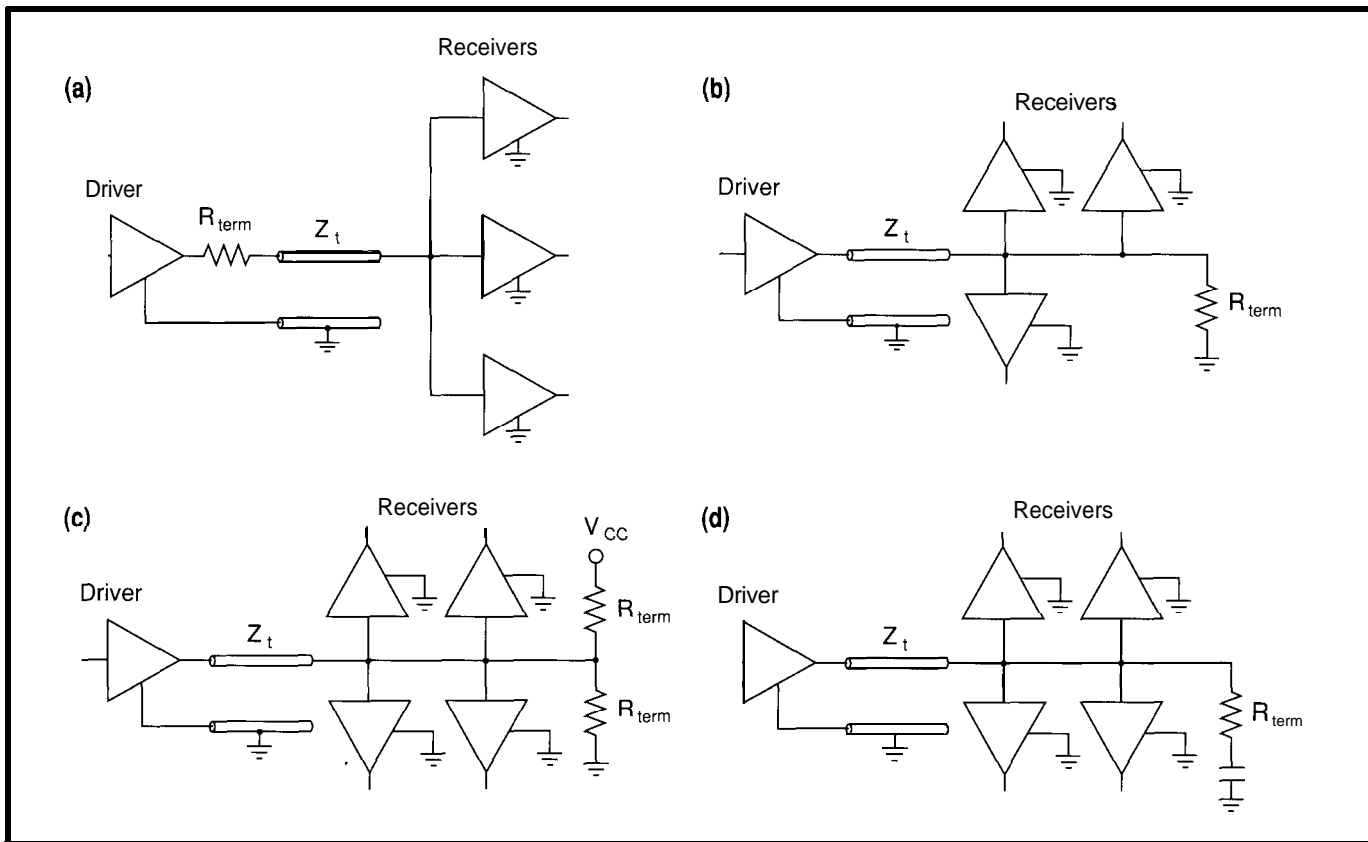 (a)
Receivers
Driver
R term
Z t
(b)
Receivers
Driver
Z t
R term
(c)
Receivers
V CC
Driver
Z t
R term
R term
(d)
Receivers
Driver
Z t
R term